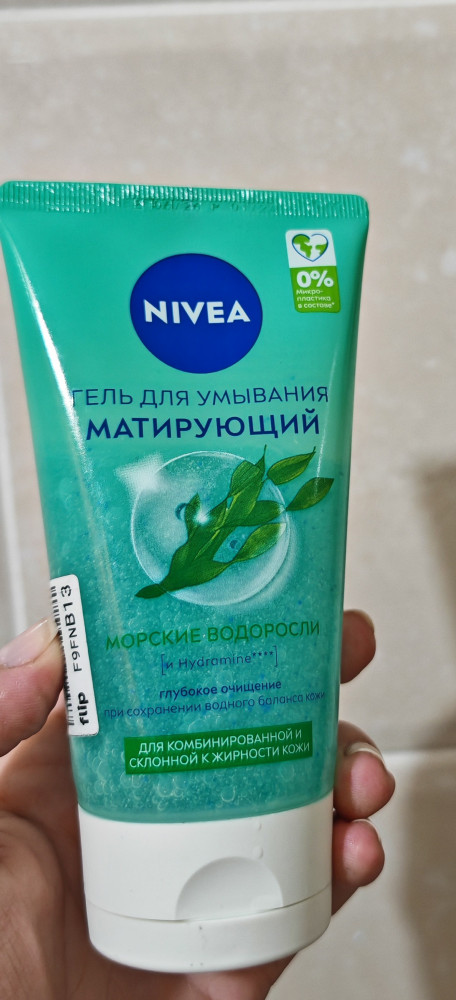 0%
Микро-
пластика
в составе*
NIVEA
ГЕЛЬ ДЛЯ УМЫВАНИЯ
МАТИРУЮЩИЙ
МОРСКИЕ ВОДОРОСЛИ
[и Hydramine****]
глубокое очищение
при сохранении водного баланса кожи
ДЛЯ КОМБИНИРОВАННОЙ И
СКЛОННОЙ К ЖИРНОСТИ КОЖИ
flip F9FNB13